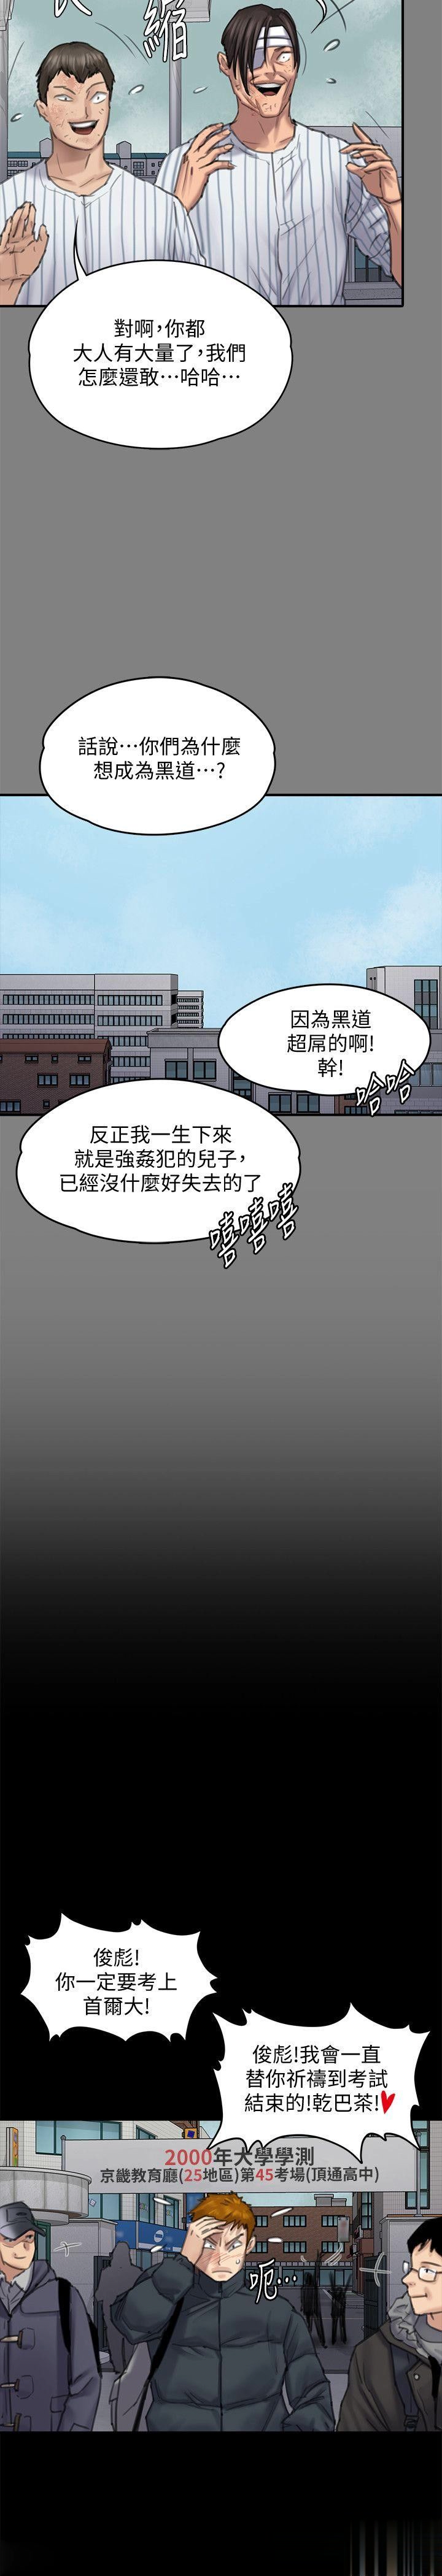 縮
對啊,你都
大人有大量了,我們
怎麼還敢⋯哈哈⋯
話說⋯你們為什麼
想成為黑道⋯?
因為黑道
超屌的啊!
幹!
哈哈
反正我一生下來
就是強姦犯的兒子,
已經沒什麼好失去的了
嘻嘻嘻
俊彪!
你一定要考上
首爾大!
俊彪!我會一直
替你祈禱到考試
結束的!乾巴茶!
2000年大學學測
京畿教育廳(25地區)第45考場(頂通高中)
呃⋯